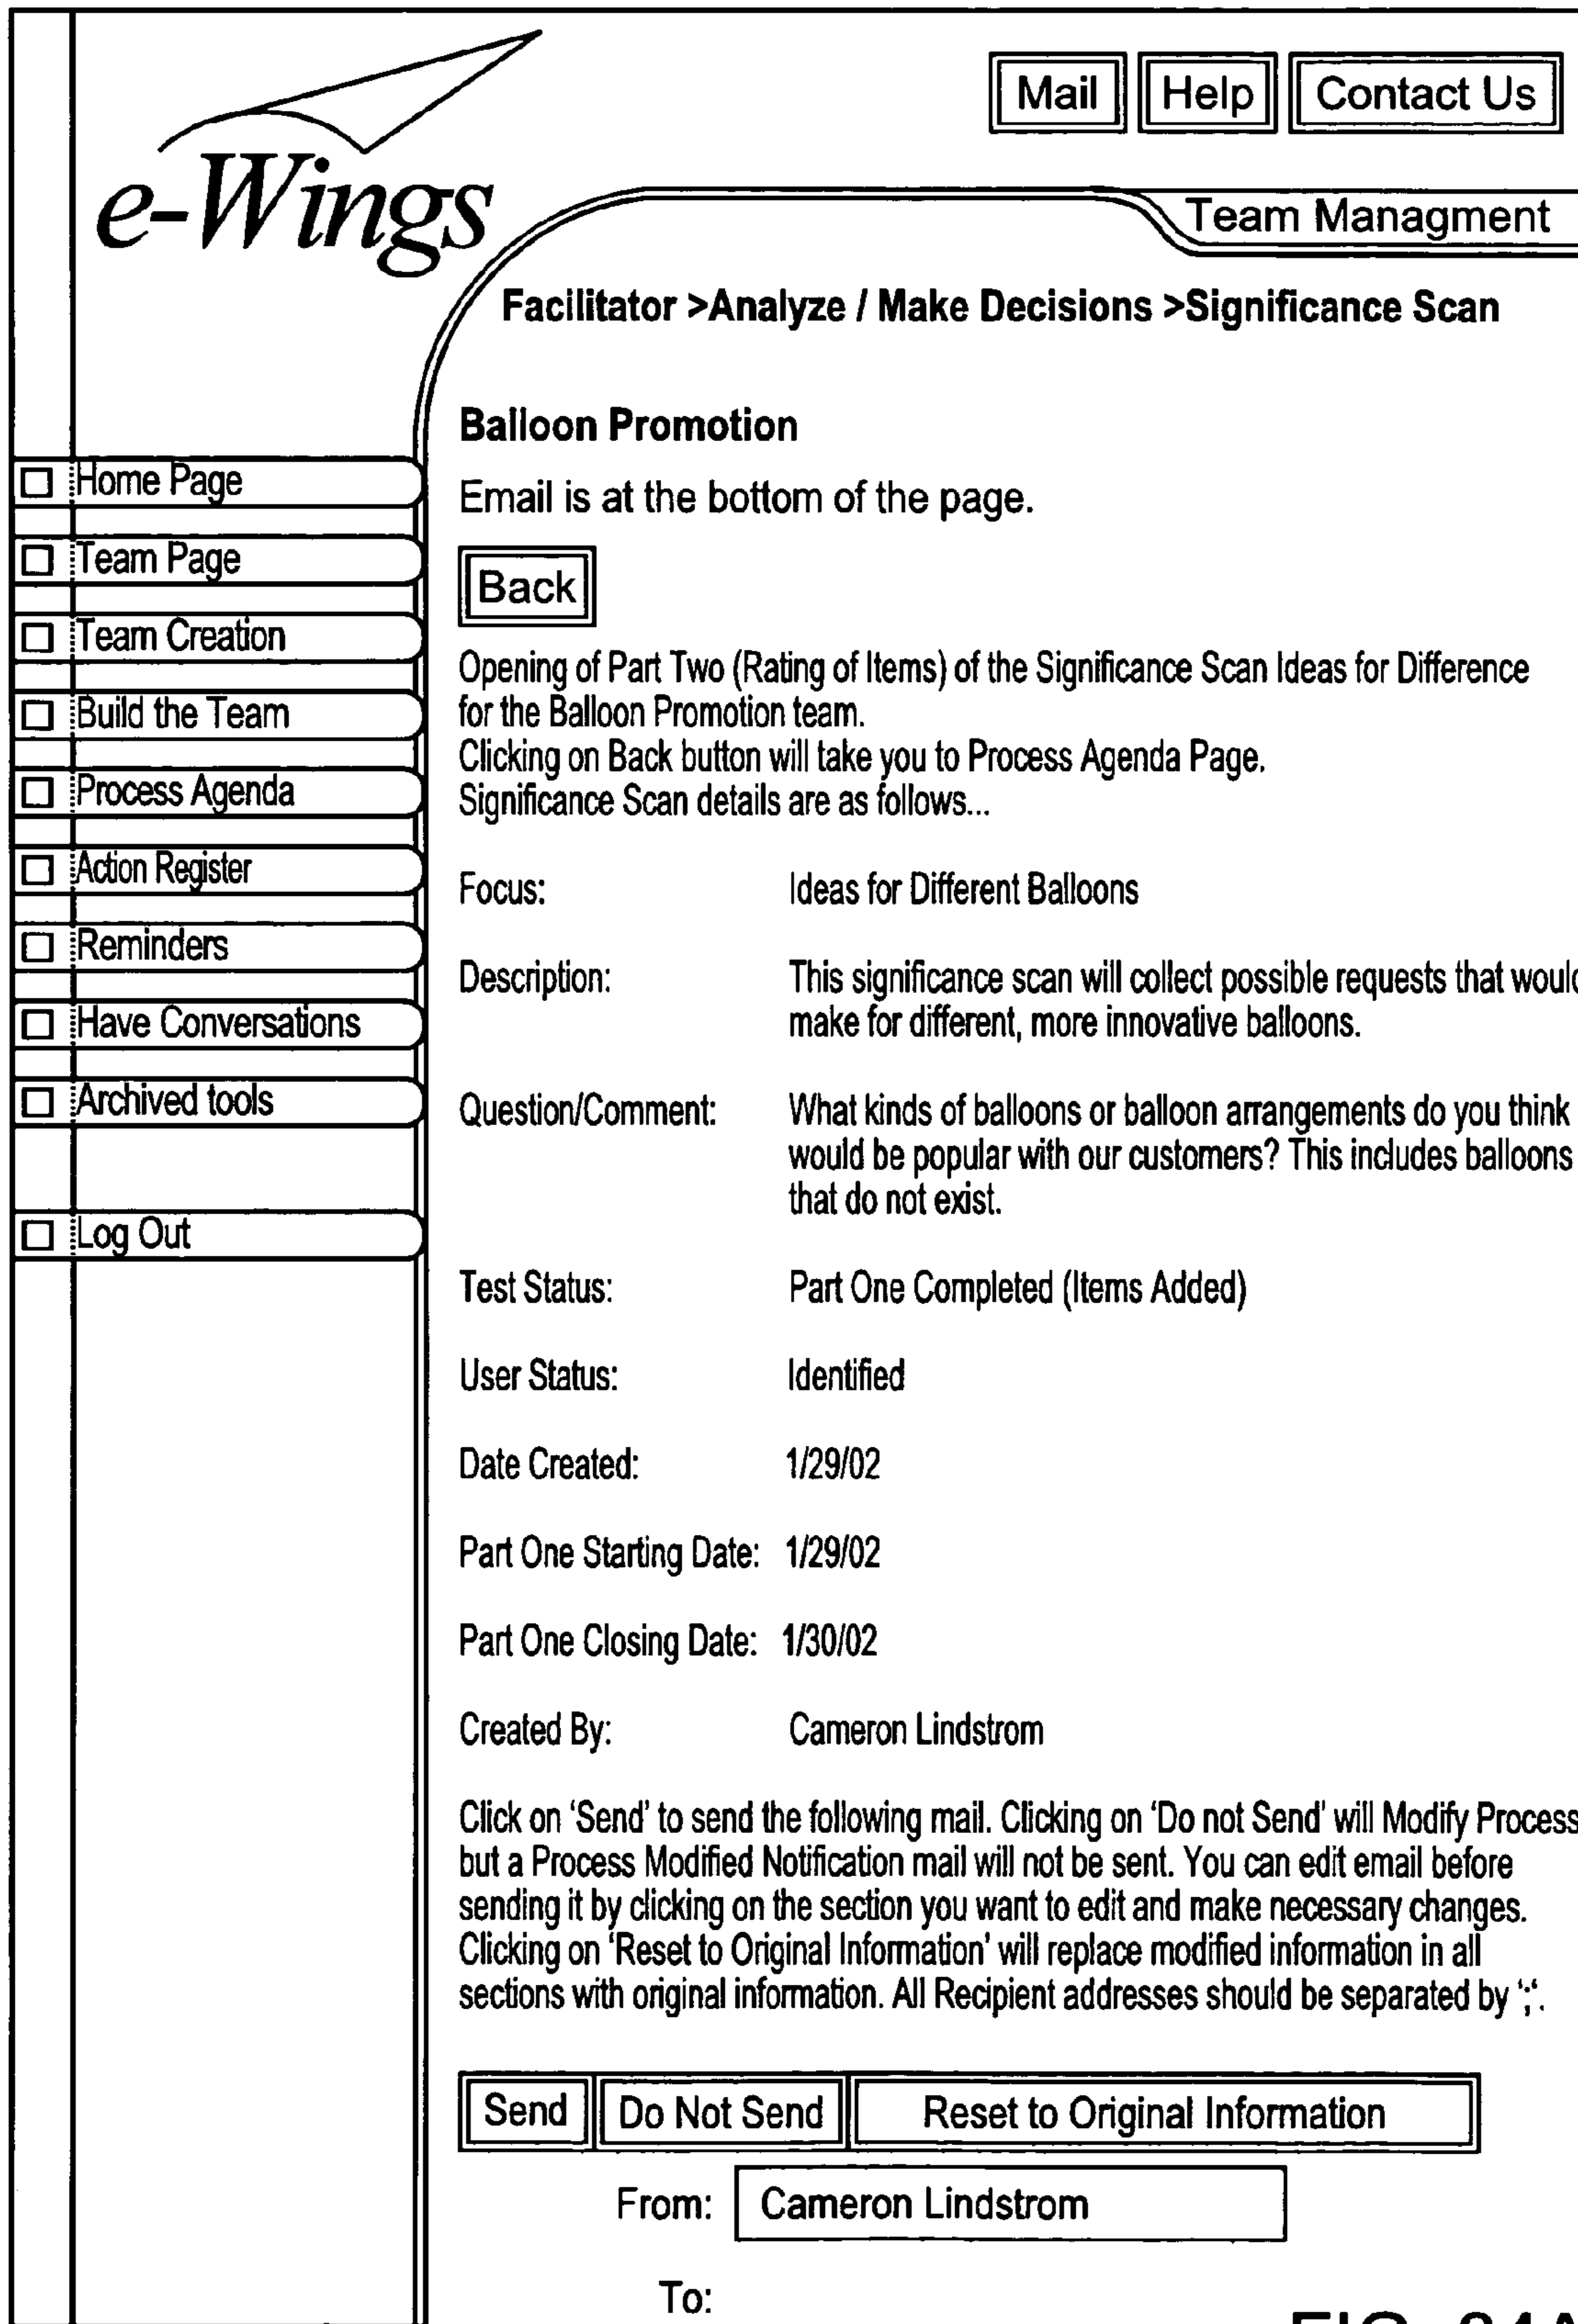 Mail Help Contact Us
e-Wings
Team Managment
Facilitator >Analyze / Make Decisions >Significance Scan
Balloon Promotion
Email is at the bottom of the page.
Back
Home Page
Team Page
Team Creation
Build the Team
Process Agenda
Action Register
Reminders
Have Conversations
Archived tools
Log Out
Opening of Part Two (Rating of Items) of the Significance Scan Ideas for Difference
for the Balloon Promotion team.
Clicking on Back button will take you to Process Agenda Page.
Significance Scan details are as follows...
Focus: Ideas for Different Balloons
Description: This significance scan will collect possible requests that would
make for different, more innovative balloons.
Question/Comment: What kinds of balloons or balloon arrangements do you think
would be popular with our customers? This includes balloons
that do not exist.
Test Status: Part One Completed (Items Added)
User Status: Identified
Date Created: 1/29/02
Part One Starting Date: 1/29/02
Part One Closing Date: 1/30/02
Created By: Cameron Lindstrom
Click on ‘Send’ to send the following mail. Clicking on ‘Do not Send’ will Modify Process
but a Process Modified Notification mail will not be sent. You can edit email before
sending it by clicking on the section you want to edit and make necessary changes.
Clicking on ‘Reset to Original Information’ will replace modified information in all
sections with original information. All Recipient addresses should be separated by ‘;‘.
Send Do Not Send Reset to Original Information
From: Cameron Lindstrom
To: